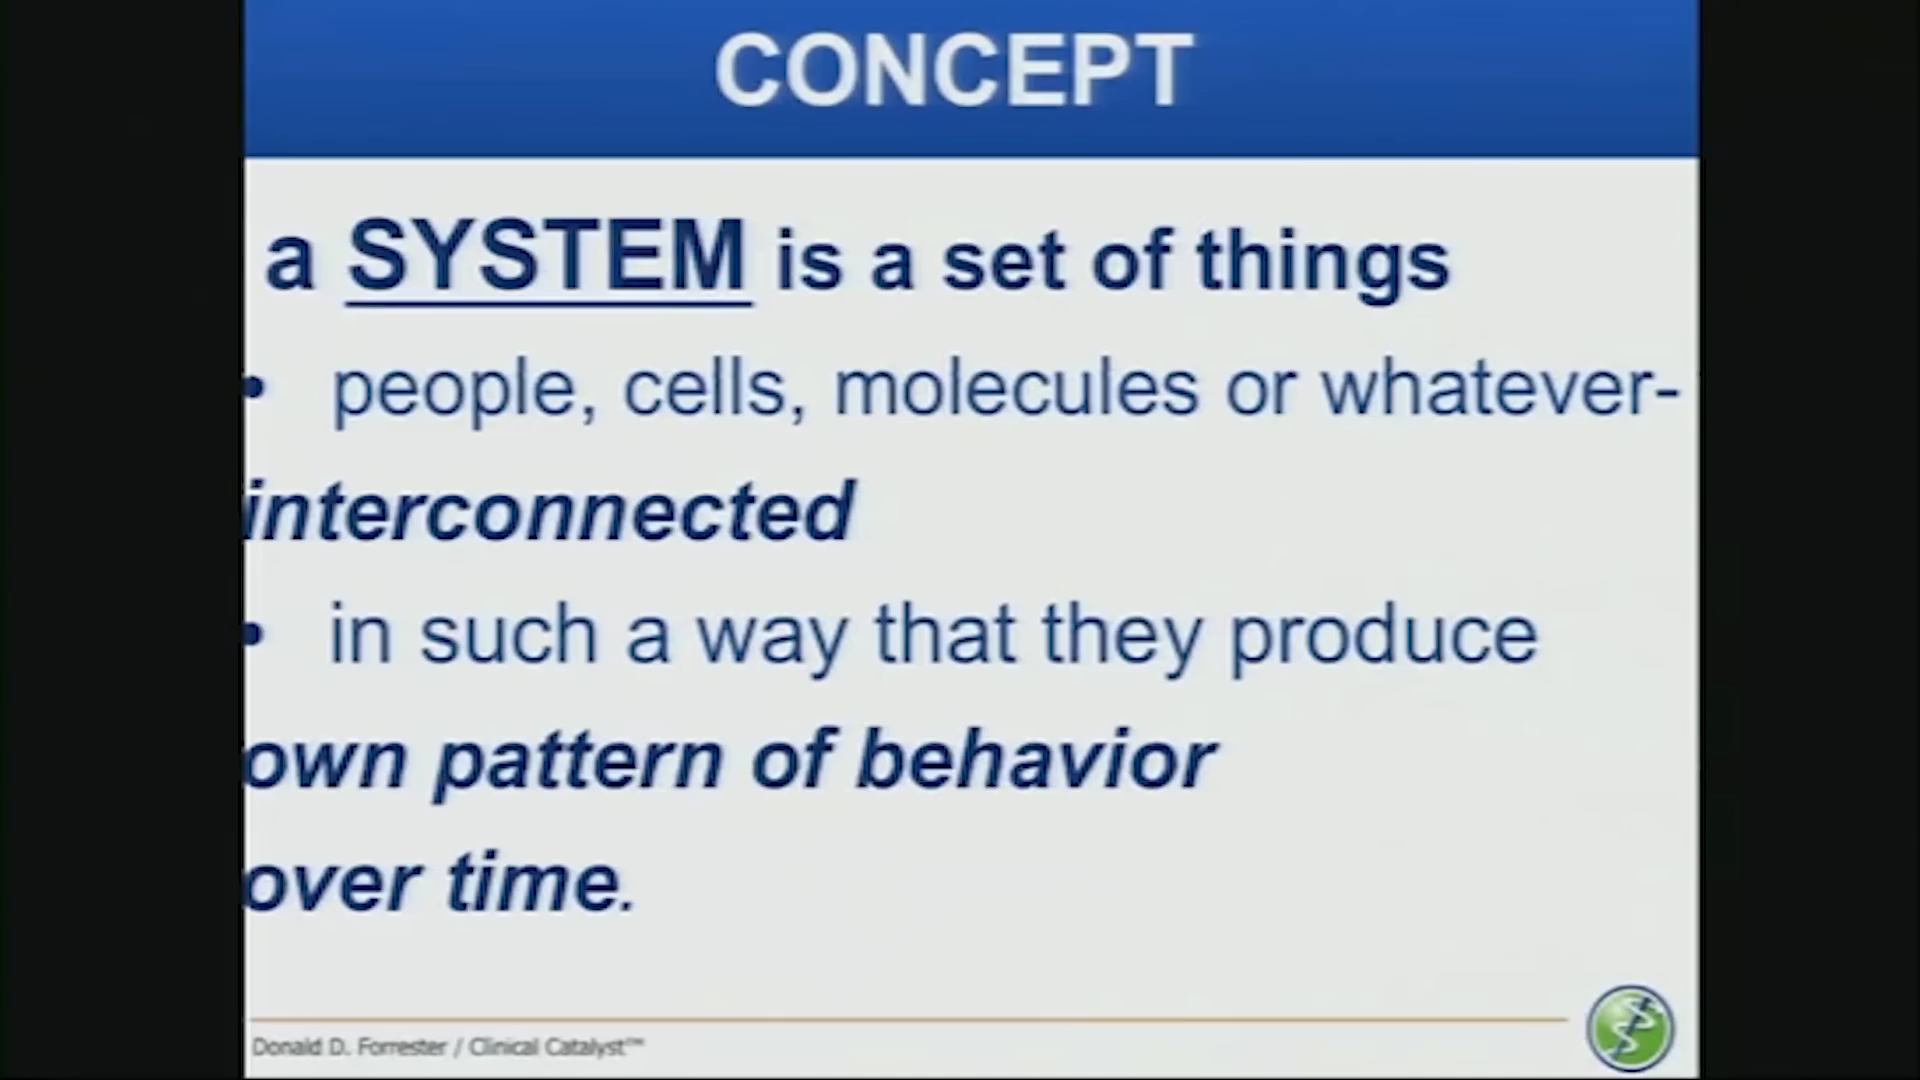 CONCEPT
a SYSTEM is a set of things
• people, cells, molecules or whatever-
interconnected
• in such a way that they produce
own pattern of behavior
over time.
Donald D. Forrester / Clinical Catalyst™